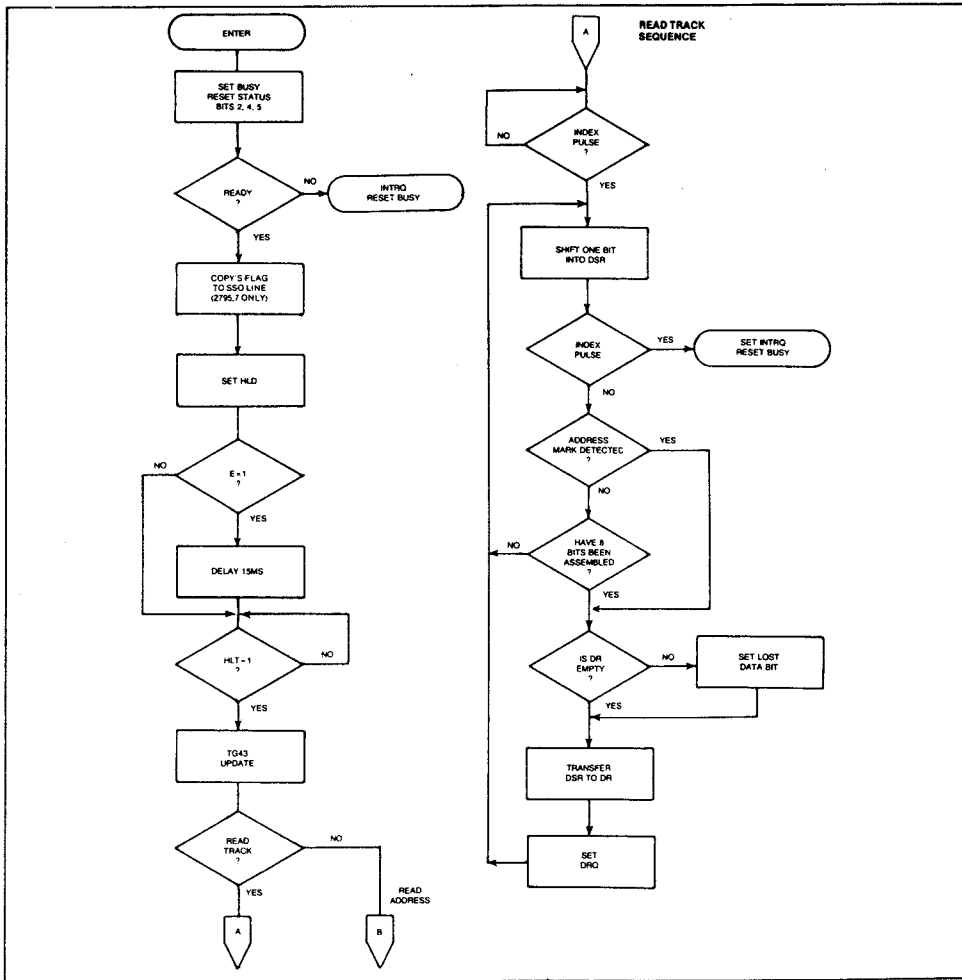 ENTER
SET BUSY
RESET STATUS
BITS 2, 4, 5
READY
?
NO
INTRQ
RESET BUSY
YES
COPY'S FLAG
TO SSO LINE
(2795,7 ONLY)
SET HLD
NO
E = 1
?
YES
DELAY 15MS
HLT = 1
?
NO
YES
TG43
UPDATE
READ
TRACK
?
NO
YES
READ
ADDRESS
A
B
A
READ TRACK
SEQUENCE
NO
INDEX
PULSE
?
YES
SHIFT ONE BIT
INTO DSR
INDEX
PULSE
YES
SET INTRQ
RESET BUSY
NO
ADDRESS
MARK DETECTED
?
YES
NO
NO
HAVE 8
BITS BEEN
ASSEMBLED
?
YES
IS DR
EMPTY
?
NO
SET LOST
DATA BIT
YES
TRANSFER
DSR TO DR
SET
DRQ